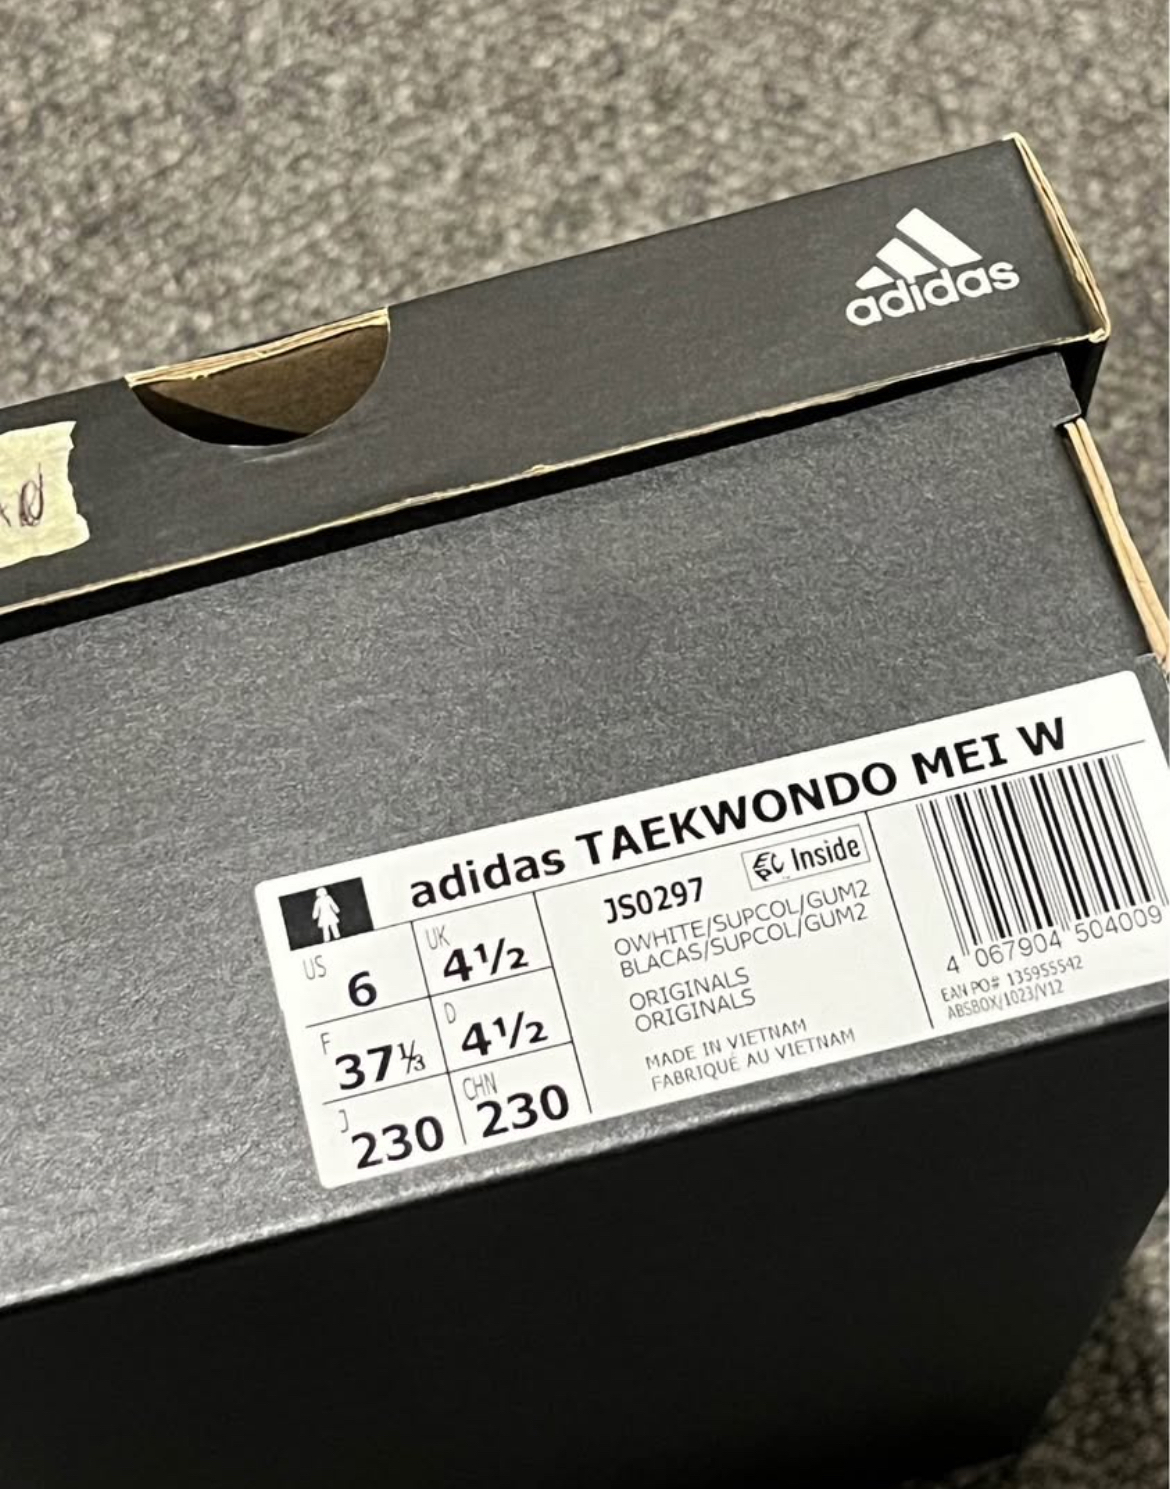 adidas
adidas TAEKWONDO MEI W
US 6
UK 4½
F 37⅓
D 4½
J 230
CHN 230
JS0297
EPC Inside
OWHITE/SUPCOL/GUM2
BLACAS/SUPCOL/GUM2
ORIGINALS
ORIGINALS
MADE IN VIETNAM
FABRIQUÉ AU VIETNAM
4 067904 504009
EAN PO# 135955542
ABSBOX/1023/V12